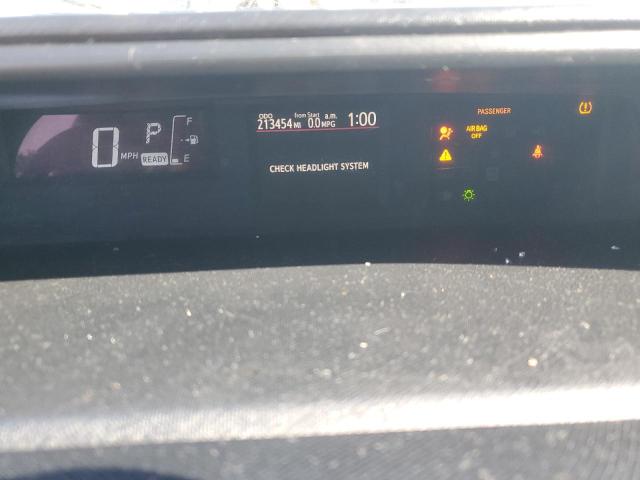 0 MPH
P
READY
F
E
ODO from Start a.m.
213454 MI 0.0 MPG 1:00
CHECK HEADLIGHT SYSTEM
PASSENGER
AIR BAG
OFF